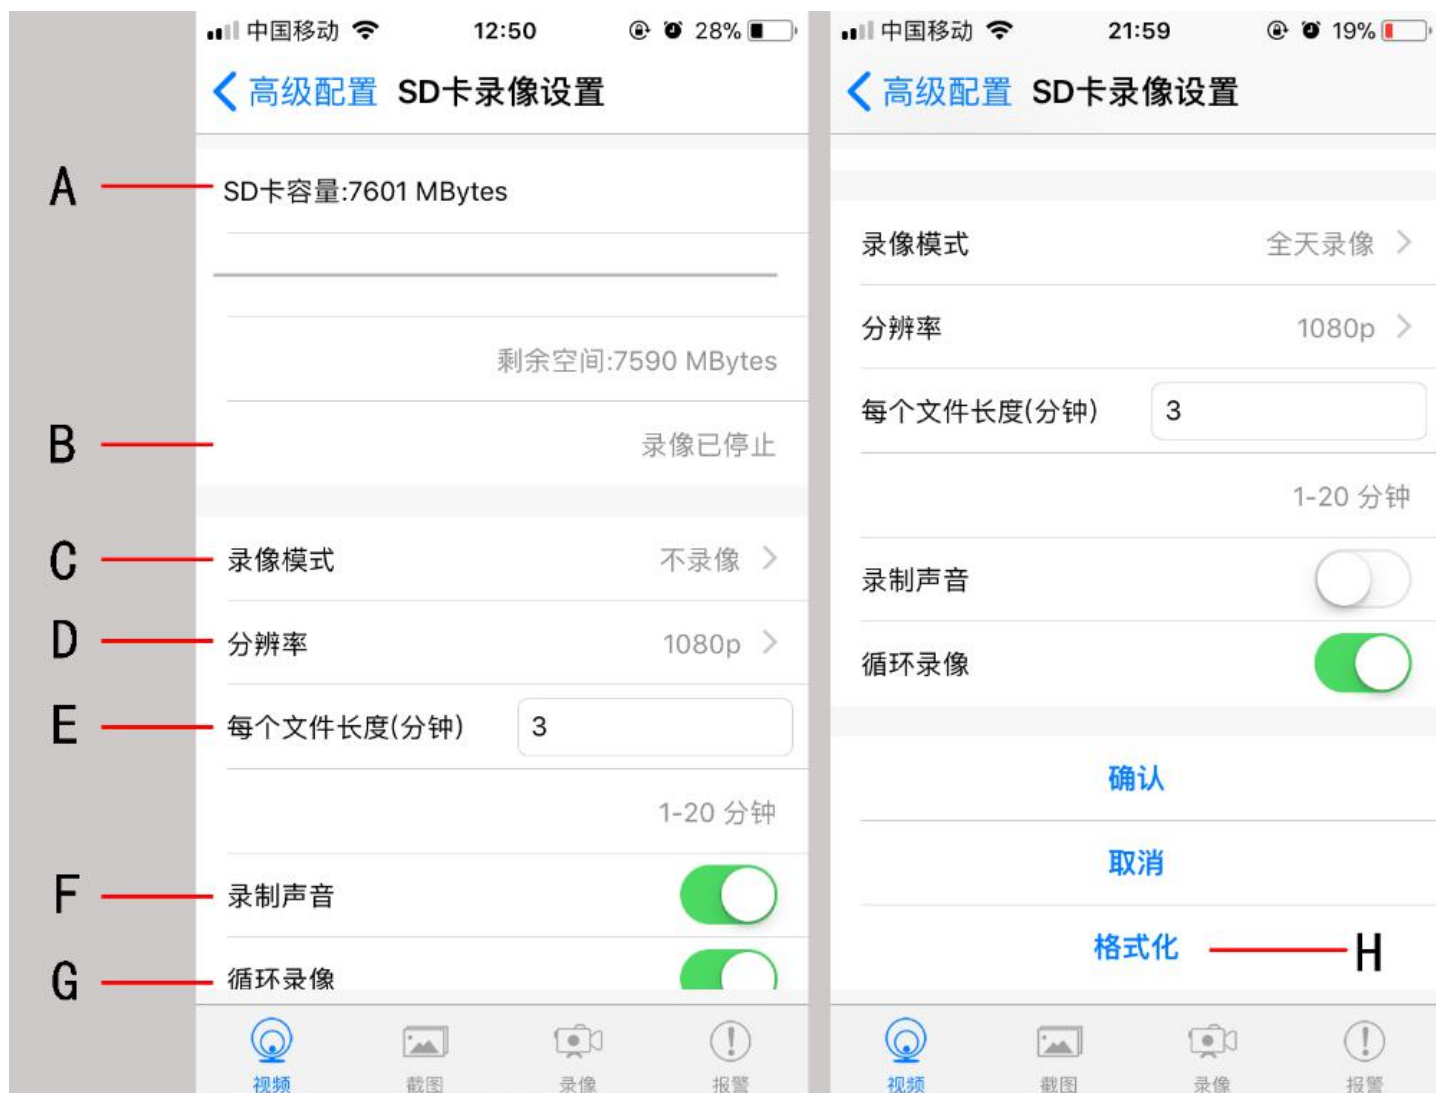 中国移动 12:50 28%
高级配置 SD卡录像设置
A SD卡容量:7601 MBytes
剩余空间:7590 MBytes
B 录像已停止
C 录像模式 不录像
D 分辨率 1080p
E 每个文件长度(分钟) 3
1-20 分钟
F 录制声音
G 循环录像
视频 截图 录像 报警
中国移动 21:59 19%
高级配置 SD卡录像设置
录像模式 全天录像
分辨率 1080p
每个文件长度(分钟) 3
1-20 分钟
录制声音
循环录像
确认
取消
格式化 H
视频 截图 录像 报警